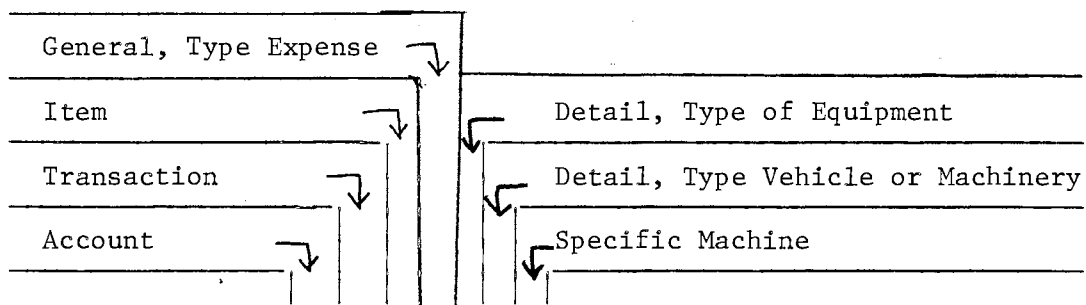 General, Type Expense
Item
Detail, Type of Equipment
Transaction
Detail, Type Vehicle or Machinery
Account
Specific Machine